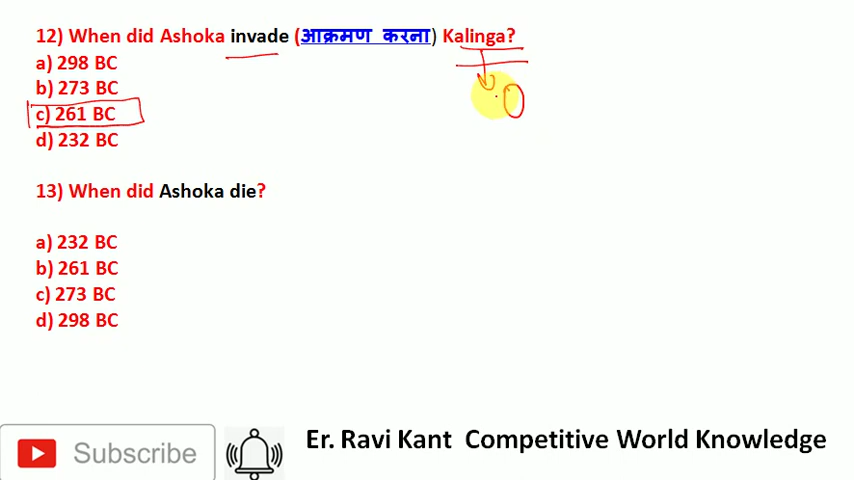 12) When did Ashoka invade (आक्रमण करना) Kalinga?
a) 298 BC
b) 273 BC
c) 261 BC
d) 232 BC
13) When did Ashoka die?
a) 232 BC
b) 261 BC
c) 273 BC
d) 298 BC
Subscribe
Er. Ravi Kant Competitive World Knowledge